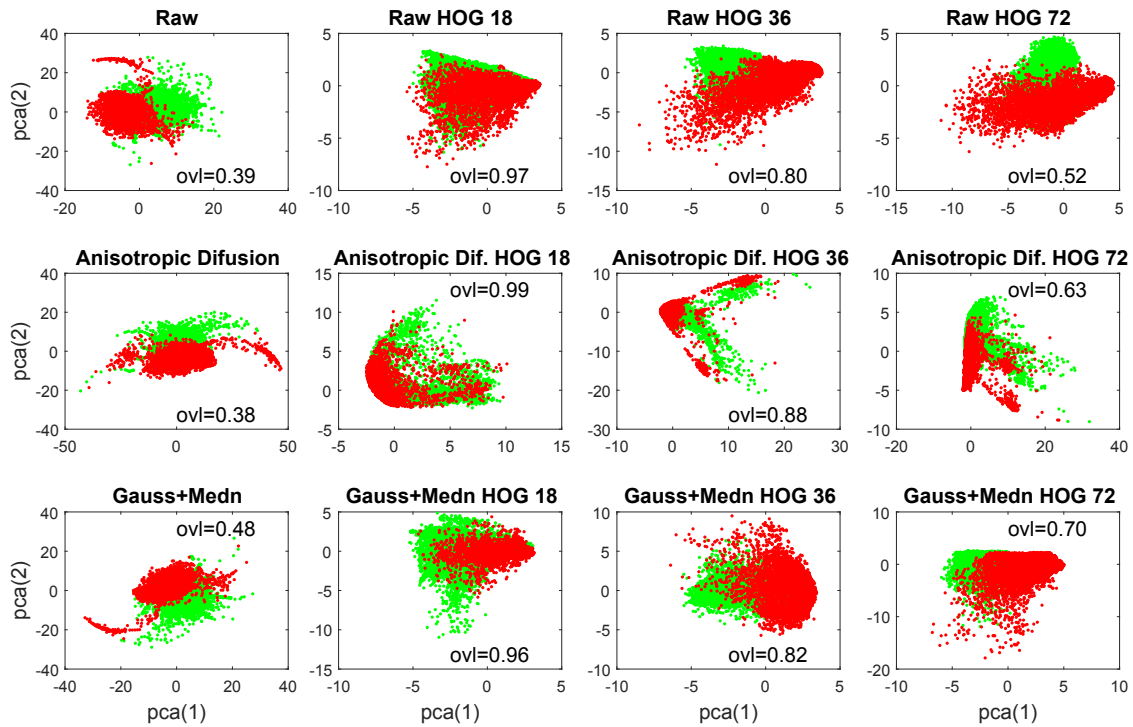 Raw
Raw HOG 18
Raw HOG 36
Raw HOG 72
40
20
0
-20
-40
pca(2)
ovl=0.39
-20 0 20 40
5
0
-5
-10
ovl=0.97
-10 -5 0 5
5
0
-5
-10
-15
ovl=0.80
-10 -5 0 5
5
0
-5
-10
ovl=0.52
-15 -10 -5 0 5
Anisotropic Difusion
Anisotropic Dif. HOG 18
Anisotropic Dif. HOG 36
Anisotropic Dif. HOG 72
40
20
0
-20
-40
pca(2)
ovl=0.38
-50 0 50
15
10
5
0
-5
ovl=0.99
-5 0 5 10 15
10
0
-10
-20
-30
ovl=0.88
-10 0 10 20 30
10
5
0
-5
-10
ovl=0.63
-20 0 20 40
Gauss+Medn
Gauss+Medn HOG 18
Gauss+Medn HOG 36
Gauss+Medn HOG 72
40
20
0
-20
-40
pca(2)
ovl=0.48
-50 0 50
pca(1)
5
0
-5
-10
-15
ovl=0.96
-10 -5 0 5
pca(1)
10
5
0
-5
-10
ovl=0.82
-10 -5 0 5
pca(1)
10
0
-10
-20
ovl=0.70
-10 -5 0 5 10
pca(1)